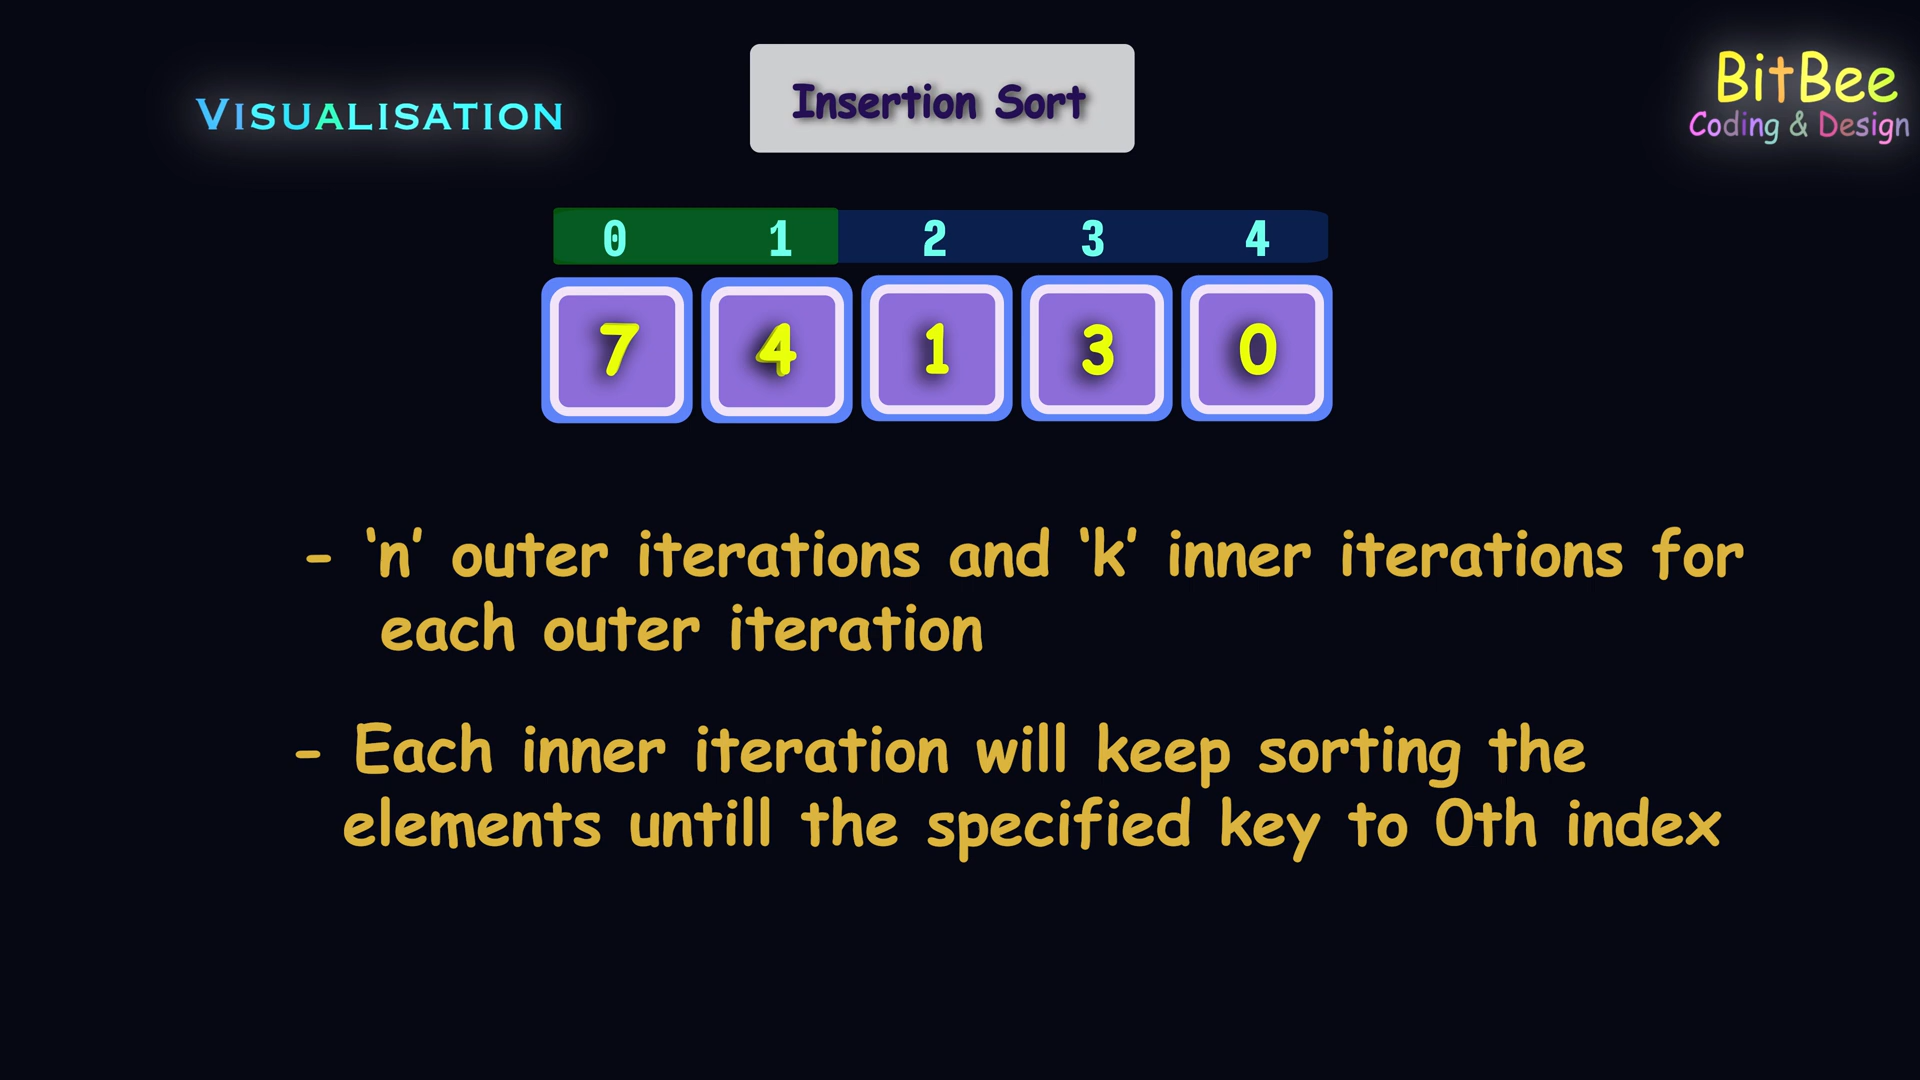 Visualisation
Insertion Sort
BitBee
Coding & Design
0 1 2 3 4
7 4 1 3 0
- ‘n’ outer iterations and ‘k’ inner iterations for
each outer iteration
- Each inner iteration will keep sorting the
elements untill the specified key to 0th index